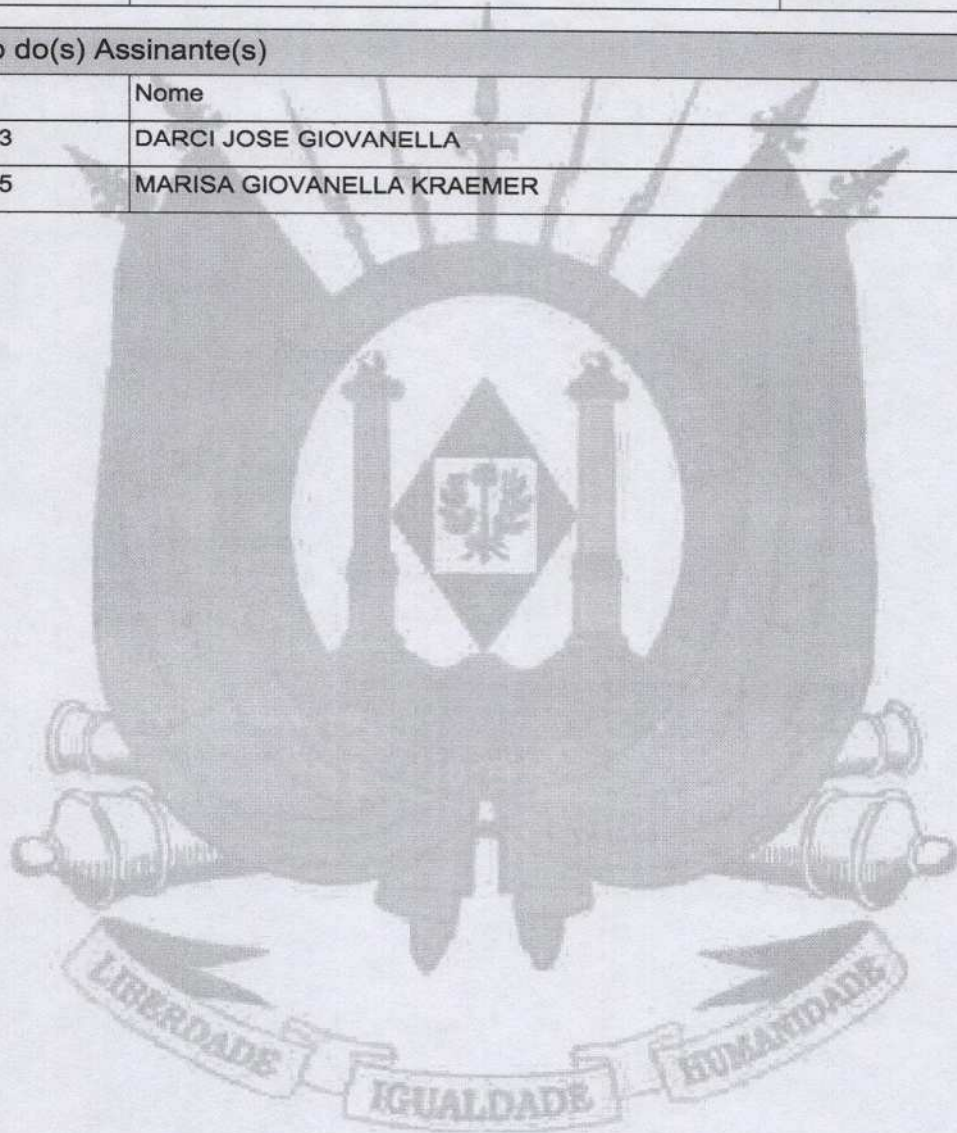 o do(s) Assinante(s)
Nome
3 DARCI JOSE GIOVANELLA
5 MARISA GIOVANELLA KRAEMER
LIBERDADE IGUALDADE HUMANIDADE